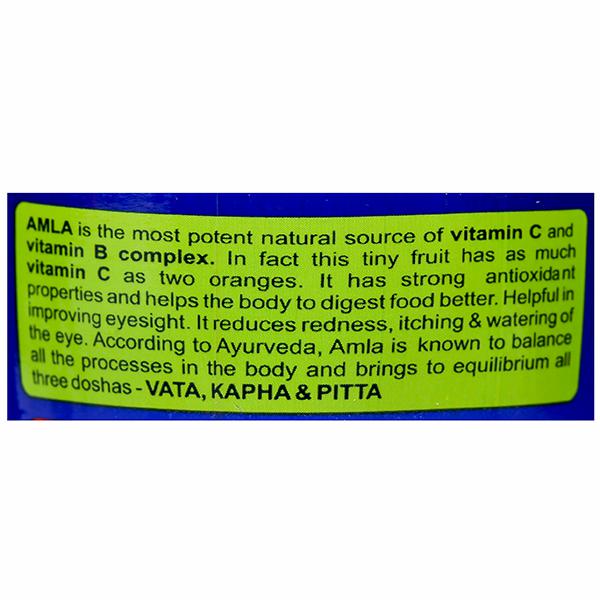 AMLA is the most potent natural source of vitamin C and
vitamin B complex. In fact this tiny fruit has as much
vitamin C as two oranges. It has strong antioxidant
properties and helps the body to digest food better. Helpful in
improving eyesight. It reduces redness, itching & watering of
the eye. According to Ayurveda, Amla is known to balance
all the processes in the body and brings to equilibrium all
three doshas - VATA, KAPHA & PITTA